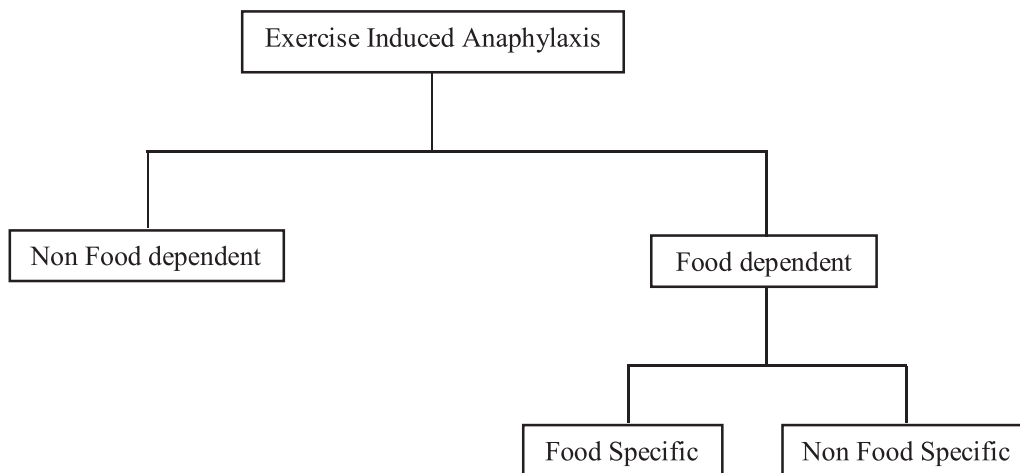 Exercise Induced Anaphylaxis
Non Food dependent
Food dependent
Food Specific
Non Food Specific